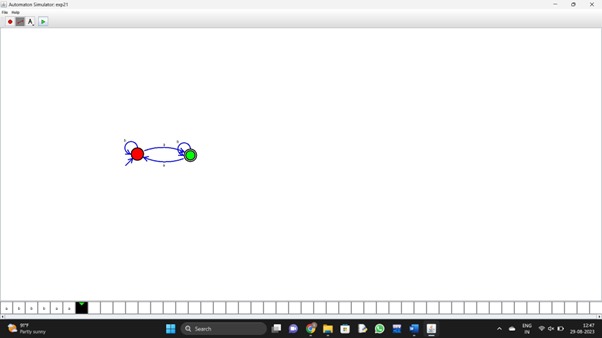 Automaton Simulator: exp21
File Help
A
a b b b a a
31°F
Partly sunny
Search
ENG
IN
12:47
29-08-2023